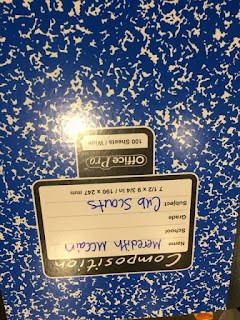 Composition
Name Meredith McCain
School
Grade
Subject Cub Scouts
7 1/2 x 9 3/4 in / 190 x 247 mm
Office Pro
100 Sheets / Wide